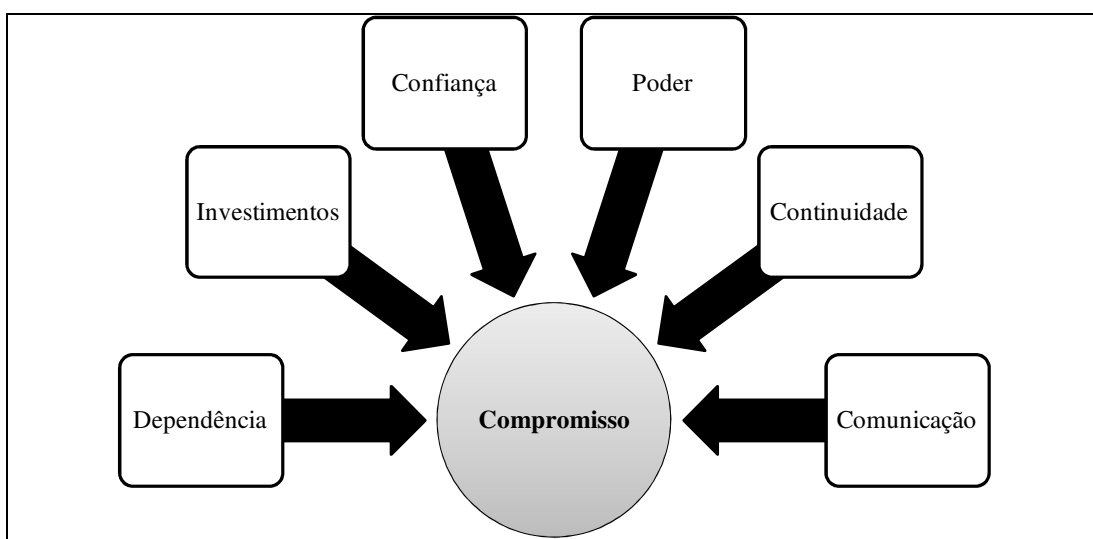 Confiança
Poder
Investimentos
Continuidade
Dependência
Compromisso
Comunicação